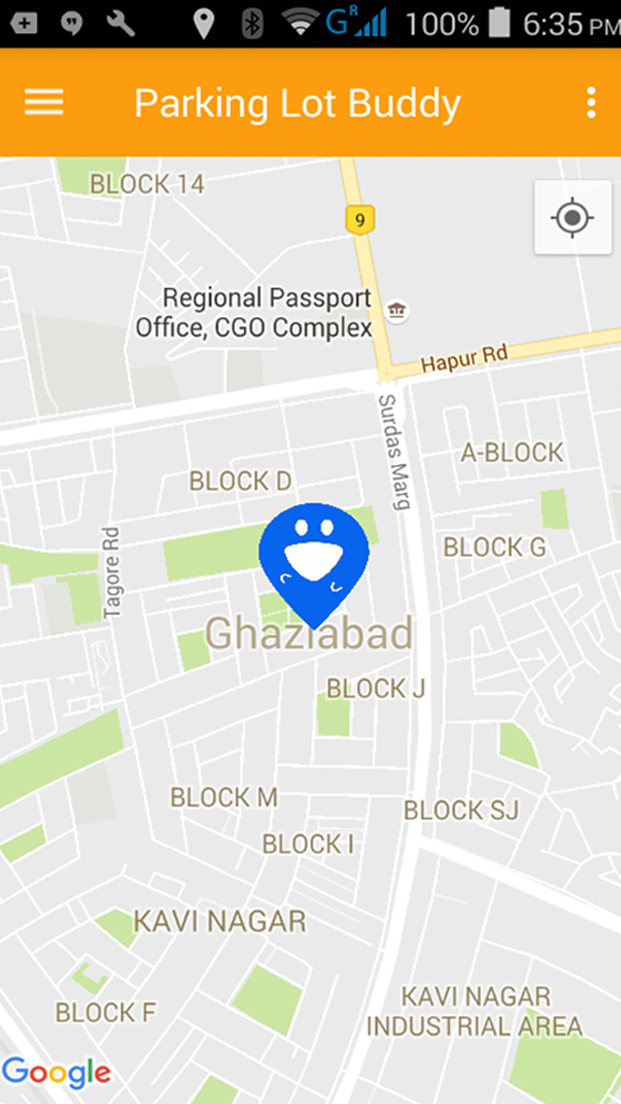 G R 100% 6:35 PM
Parking Lot Buddy
BLOCK 14
9
Regional Passport
Office, CGO Complex
Hapur Rd
Surdas Marg
A-BLOCK
BLOCK D
BLOCK G
Tagore Rd
Ghaziabad
BLOCK J
BLOCK M
BLOCK SJ
BLOCK I
KAVI NAGAR
KAVI NAGAR
INDUSTRIAL AREA
BLOCK F
Google